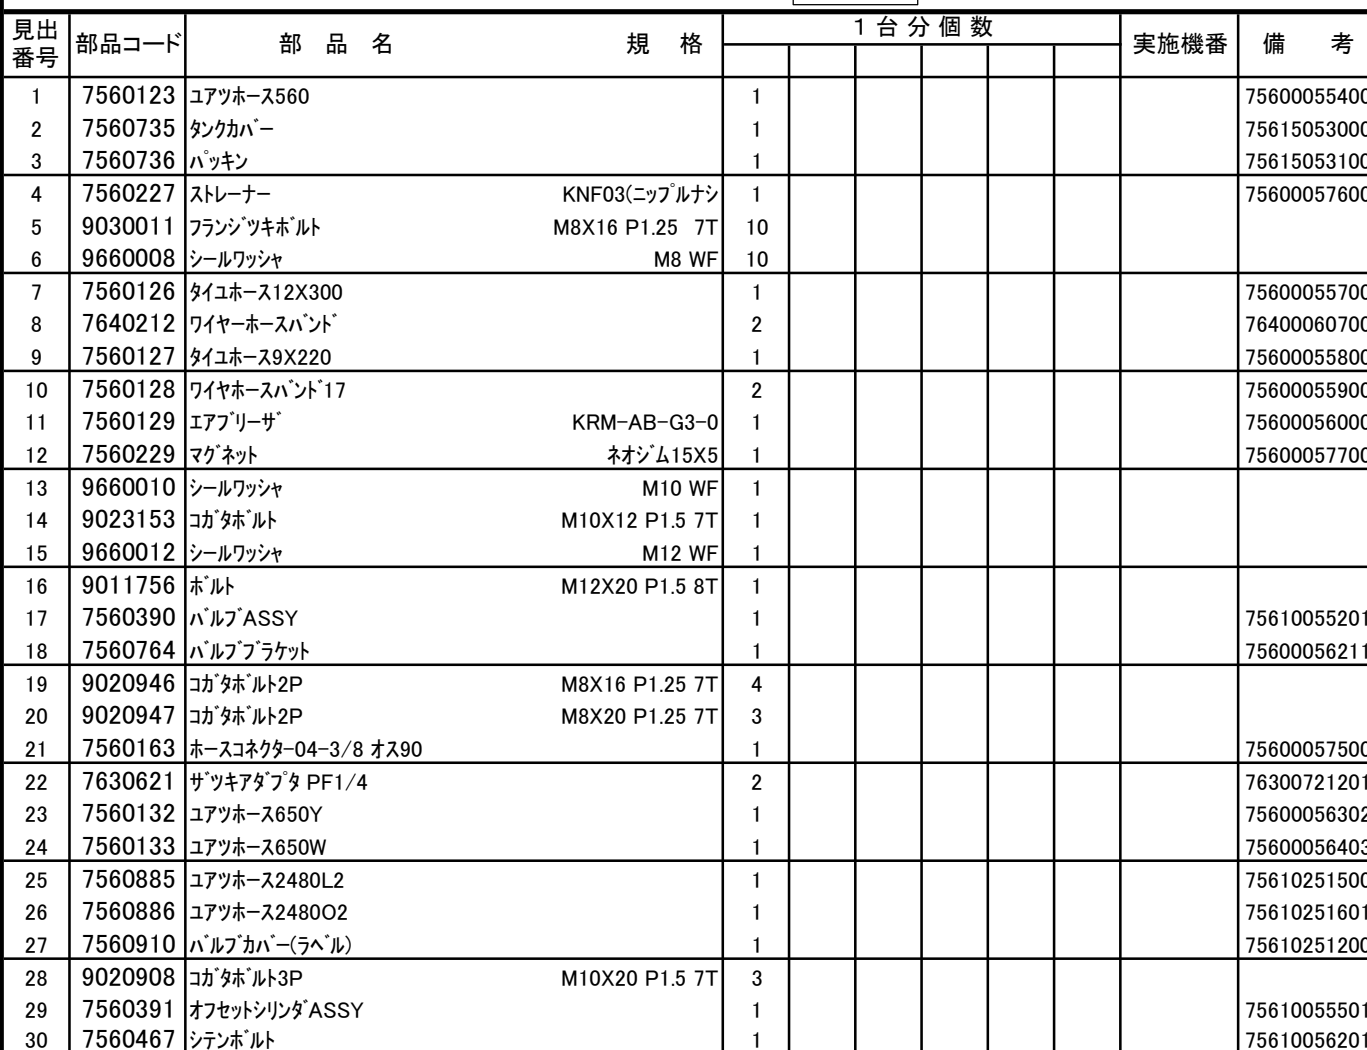 見出番号 部品コード 部 品 名 規 格 １台分個数 実施機番 備 考
1 7560123 ﾕｱﾂﾎｰｽ560 1 75600055400
2 7560735 ﾀﾝｸｶﾊﾞｰ 1 75615053000
3 7560736 ﾊﾟｯｷﾝ 1 75615053100
4 7560227 ｽﾄﾚｰﾅｰ KNF03(ﾆｯﾌﾟﾙﾅｼ 1 75600057600
5 9030011 ﾌﾗﾝｼﾞﾂｷﾎﾞﾙﾄ M8X16 P1.25 7T 10
6 9660008 ｼｰﾙﾜｯｼｬ M8 WF 10
7 7560126 ﾀｲﾕﾎｰｽ12X300 1 75600055700
8 7640212 ﾜｲﾔｰﾎｰｽﾊﾞﾝﾄﾞ 2 76400060700
9 7560127 ﾀｲﾕﾎｰｽ9X220 1 75600055800
10 7560128 ﾜｲﾔﾎｰｽﾊﾞﾝﾄﾞ17 2 75600055900
11 7560129 ｴｱﾌﾞﾘｰｻﾞ KRM-AB-G3-0 1 75600056000
12 7560229 ﾏｸﾞﾈｯﾄ ﾈｵｼﾞﾑ15X5 1 75600057700
13 9660010 ｼｰﾙﾜｯｼｬ M10 WF 1
14 9023153 ｺｶﾞﾀﾎﾞﾙﾄ M10X12 P1.5 7T 1
15 9660012 ｼｰﾙﾜｯｼｬ M12 WF 1
16 9011756 ﾎﾞﾙﾄ M12X20 P1.5 8T 1
17 7560390 ﾊﾞﾙﾌﾞASSY 1 75610055201
18 7560764 ﾊﾞﾙﾌﾞﾌﾞﾗｹｯﾄ 1 75600056211
19 9020946 ｺｶﾞﾀﾎﾞﾙﾄ2P M8X16 P1.25 7T 4
20 9020947 ｺｶﾞﾀﾎﾞﾙﾄ2P M8X20 P1.25 7T 3
21 7560163 ﾎｰｽｺﾈｸﾀ-04-3/8 ｵｽ90 1 75600057500
22 7630621 ｻﾞﾂｷｱﾀﾞﾌﾟﾀ PF1/4 2 76300721201
23 7560132 ﾕｱﾂﾎｰｽ650Y 1 75600056302
24 7560133 ﾕｱﾂﾎｰｽ650W 1 75600056403
25 7560885 ﾕｱﾂﾎｰｽ2480L2 1 75610251500
26 7560886 ﾕｱﾂﾎｰｽ2480O2 1 75610251601
27 7560910 ﾊﾞﾙﾌﾞｶﾊﾞｰ(ﾗﾍﾞﾙ) 1 75610251200
28 9020908 ｺｶﾞﾀﾎﾞﾙﾄ3P M10X20 P1.5 7T 3
29 7560391 ｵﾌｾｯﾄｼﾘﾝﾀﾞASSY 1 75610055501
30 7560467 ｼﾃﾝﾎﾞﾙﾄ 1 75610056201